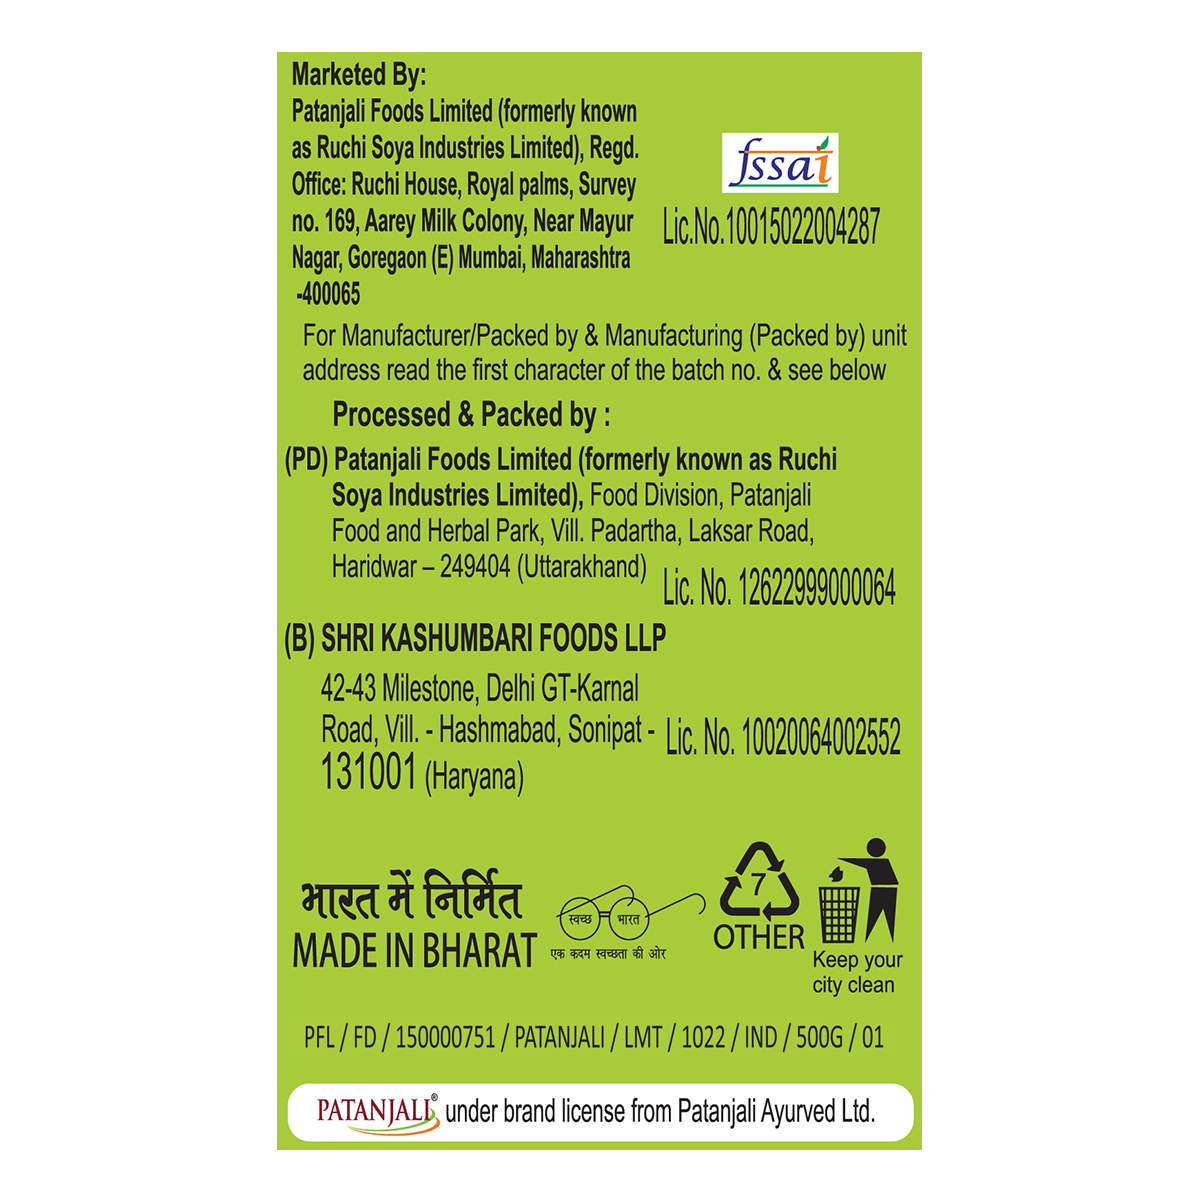 Marketed By:
Patanjali Foods Limited (formerly known
as Ruchi Soya Industries Limited), Regd.
Office: Ruchi House, Royal palms, Survey
no. 169, Aarey Milk Colony, Near Mayur
Nagar, Goregaon (E) Mumbai, Maharashtra
-400065
fssai
Lic.No.10015022004287
For Manufacturer/Packed by & Manufacturing (Packed by) unit
address read the first character of the batch no. & see below
Processed & Packed by :
(PD) Patanjali Foods Limited (formerly known as Ruchi
Soya Industries Limited), Food Division, Patanjali
Food and Herbal Park, Vill. Padartha, Laksar Road,
Haridwar – 249404 (Uttarakhand)
Lic. No. 12622999000064
(B) SHRI KASHUMBARI FOODS LLP
42-43 Milestone, Delhi GT-Karnal
Road, Vill. - Hashmabad, Sonipat -
131001 (Haryana)
Lic. No. 10020064002552
भारत में निर्मित
MADE IN BHARAT
स्वच्छ भारत
एक कदम स्वच्छता की ओर
7
OTHER
Keep your
city clean
PFL / FD / 150000751 / PATANJALI / LMT / 1022 / IND / 500G / 01
PATANJALI® under brand license from Patanjali Ayurved Ltd.